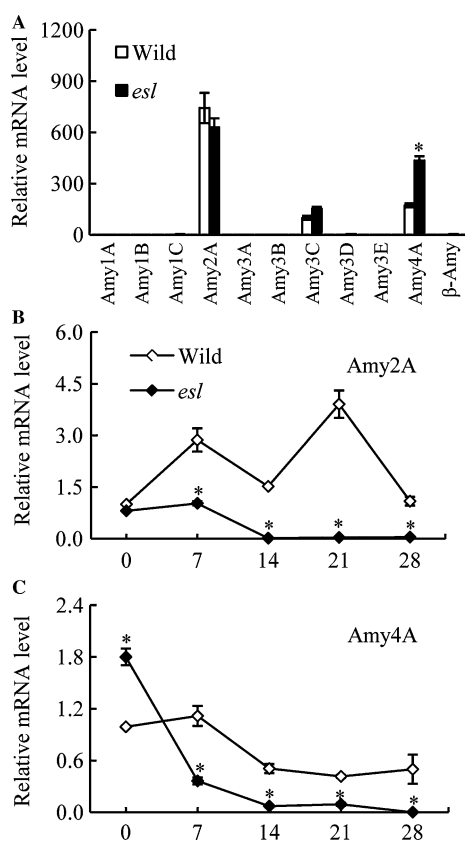 A
Relative mRNA level
1200
900
600
300
0
Wild
esl
*
Amy1A
Amy1B
Amy1C
Amy2A
Amy3A
Amy3B
Amy3C
Amy3D
Amy3E
Amy4A
β-Amy
B
Relative mRNA level
6.0
4.5
3.0
1.5
0.0
Wild
esl
Amy2A
* * * *
0 7 14 21 28
C
Relative mRNA level
2.4
1.8
1.2
0.6
0.0
Amy4A
* * * * *
0 7 14 21 28